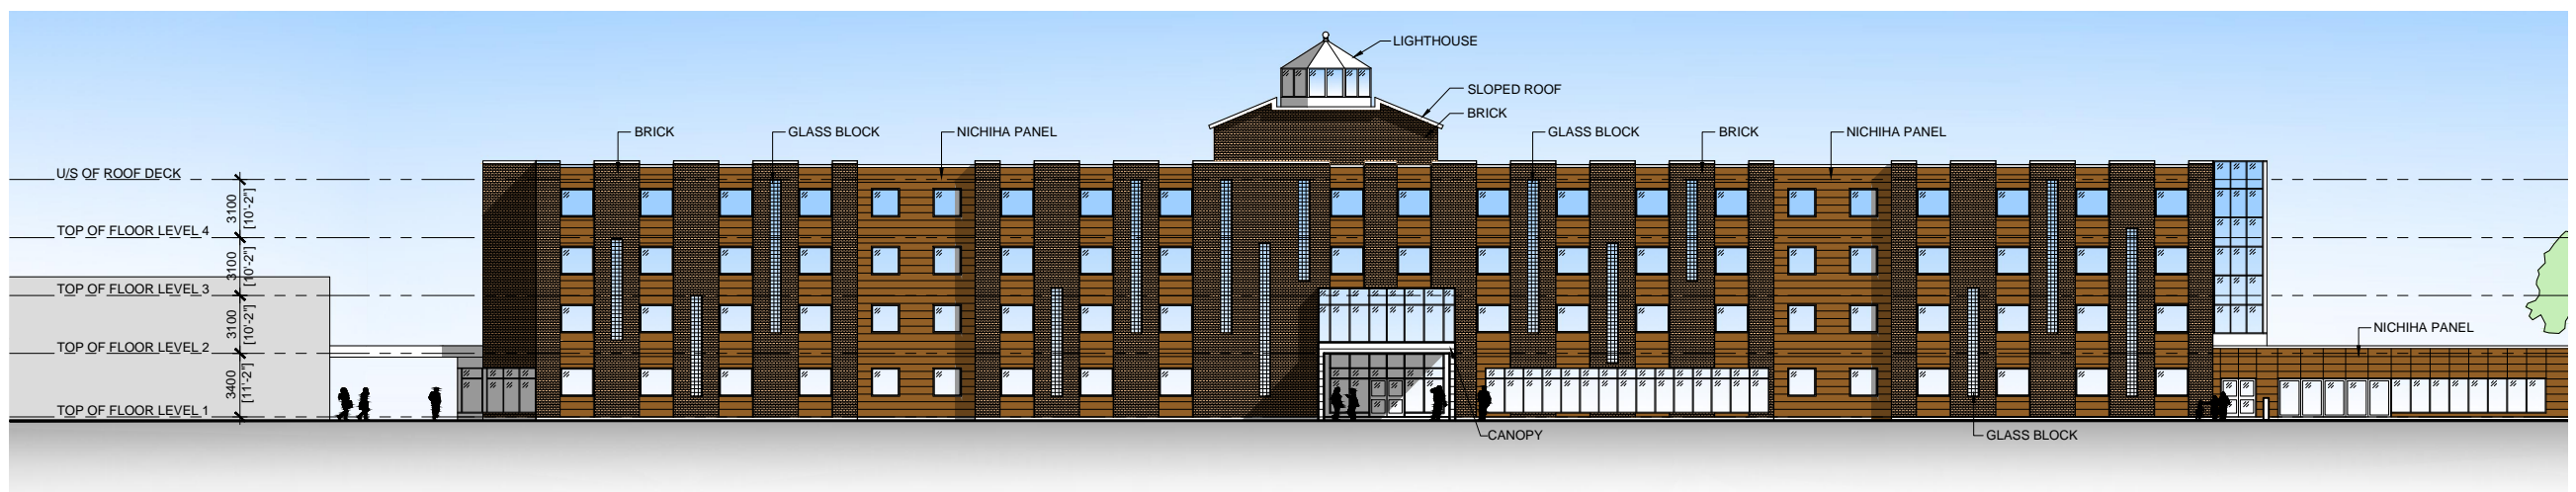 LIGHTHOUSE
SLOPED ROOF
BRICK
BRICK
GLASS BLOCK
NICHIHA PANEL
GLASS BLOCK
BRICK
NICHIHA PANEL
U/S OF ROOF DECK
3100
[10'-2"]
TOP OF FLOOR LEVEL 4
3100
[10'-2"]
TOP OF FLOOR LEVEL 3
3100
[10'-2"]
NICHIHA PANEL
TOP OF FLOOR LEVEL 2
3400
[11'-2"]
TOP OF FLOOR LEVEL 1
CANOPY
GLASS BLOCK